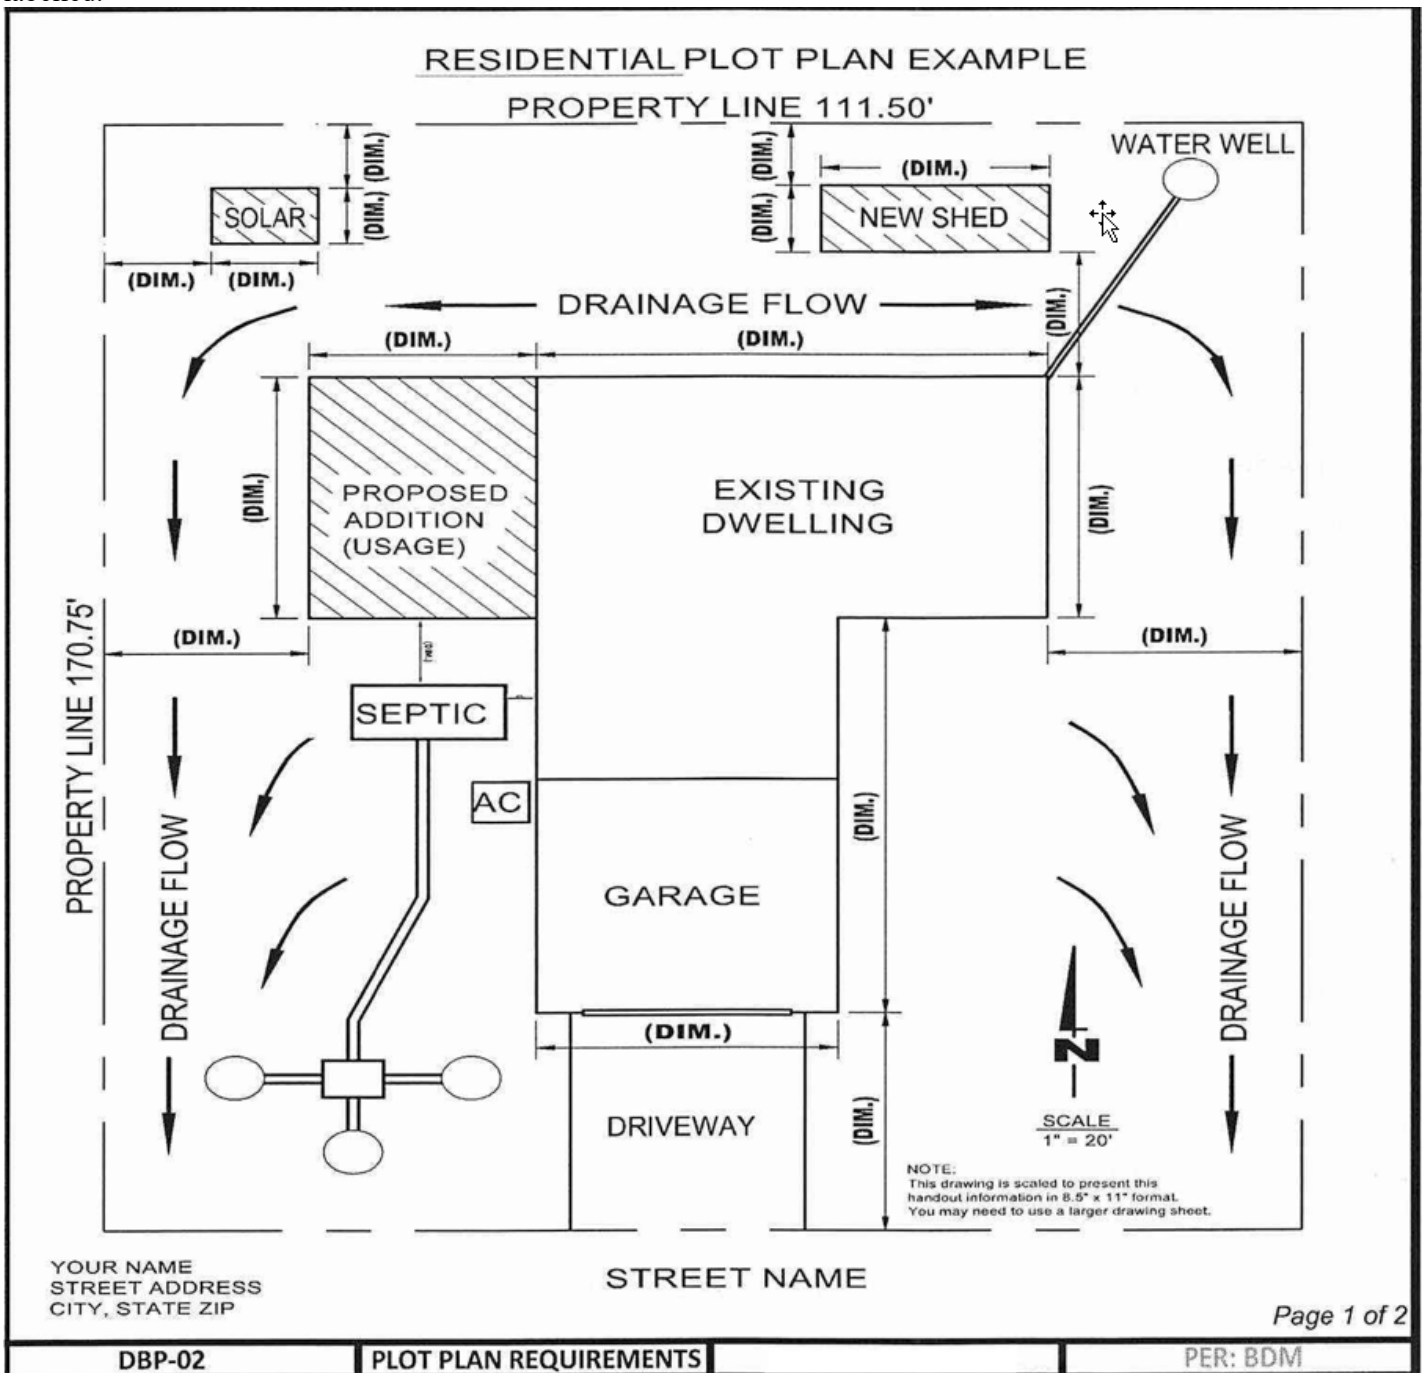 RESIDENTIAL PLOT PLAN EXAMPLE
PROPERTY LINE 111.50'
WATER WELL
(DIM.)
(DIM.)
(DIM.)
SOLAR
(DIM.)
(DIM.)
NEW SHED
(DIM.)
(DIM.)
DRAINAGE FLOW
(DIM.)
(DIM.)
(DIM.)
(DIM.)
PROPOSED
ADDITION
(USAGE)
EXISTING
DWELLING
(DIM.)
(DIM.)
PROPERTY LINE 170.75'
(DIM.)
(DIM.)
SEPTIC
AC
(DIM.)
GARAGE
DRAINAGE FLOW
DRAINAGE FLOW
(DIM.)
N
DRIVEWAY
(DIM.)
SCALE
1" = 20'
NOTE:
This drawing is scaled to present this
handout information in 8.5" x 11" format.
You may need to use a larger drawing sheet.
YOUR NAME
STREET ADDRESS
CITY, STATE ZIP
STREET NAME
Page 1 of 2
DBP-02
PLOT PLAN REQUIREMENTS
PER: BDM